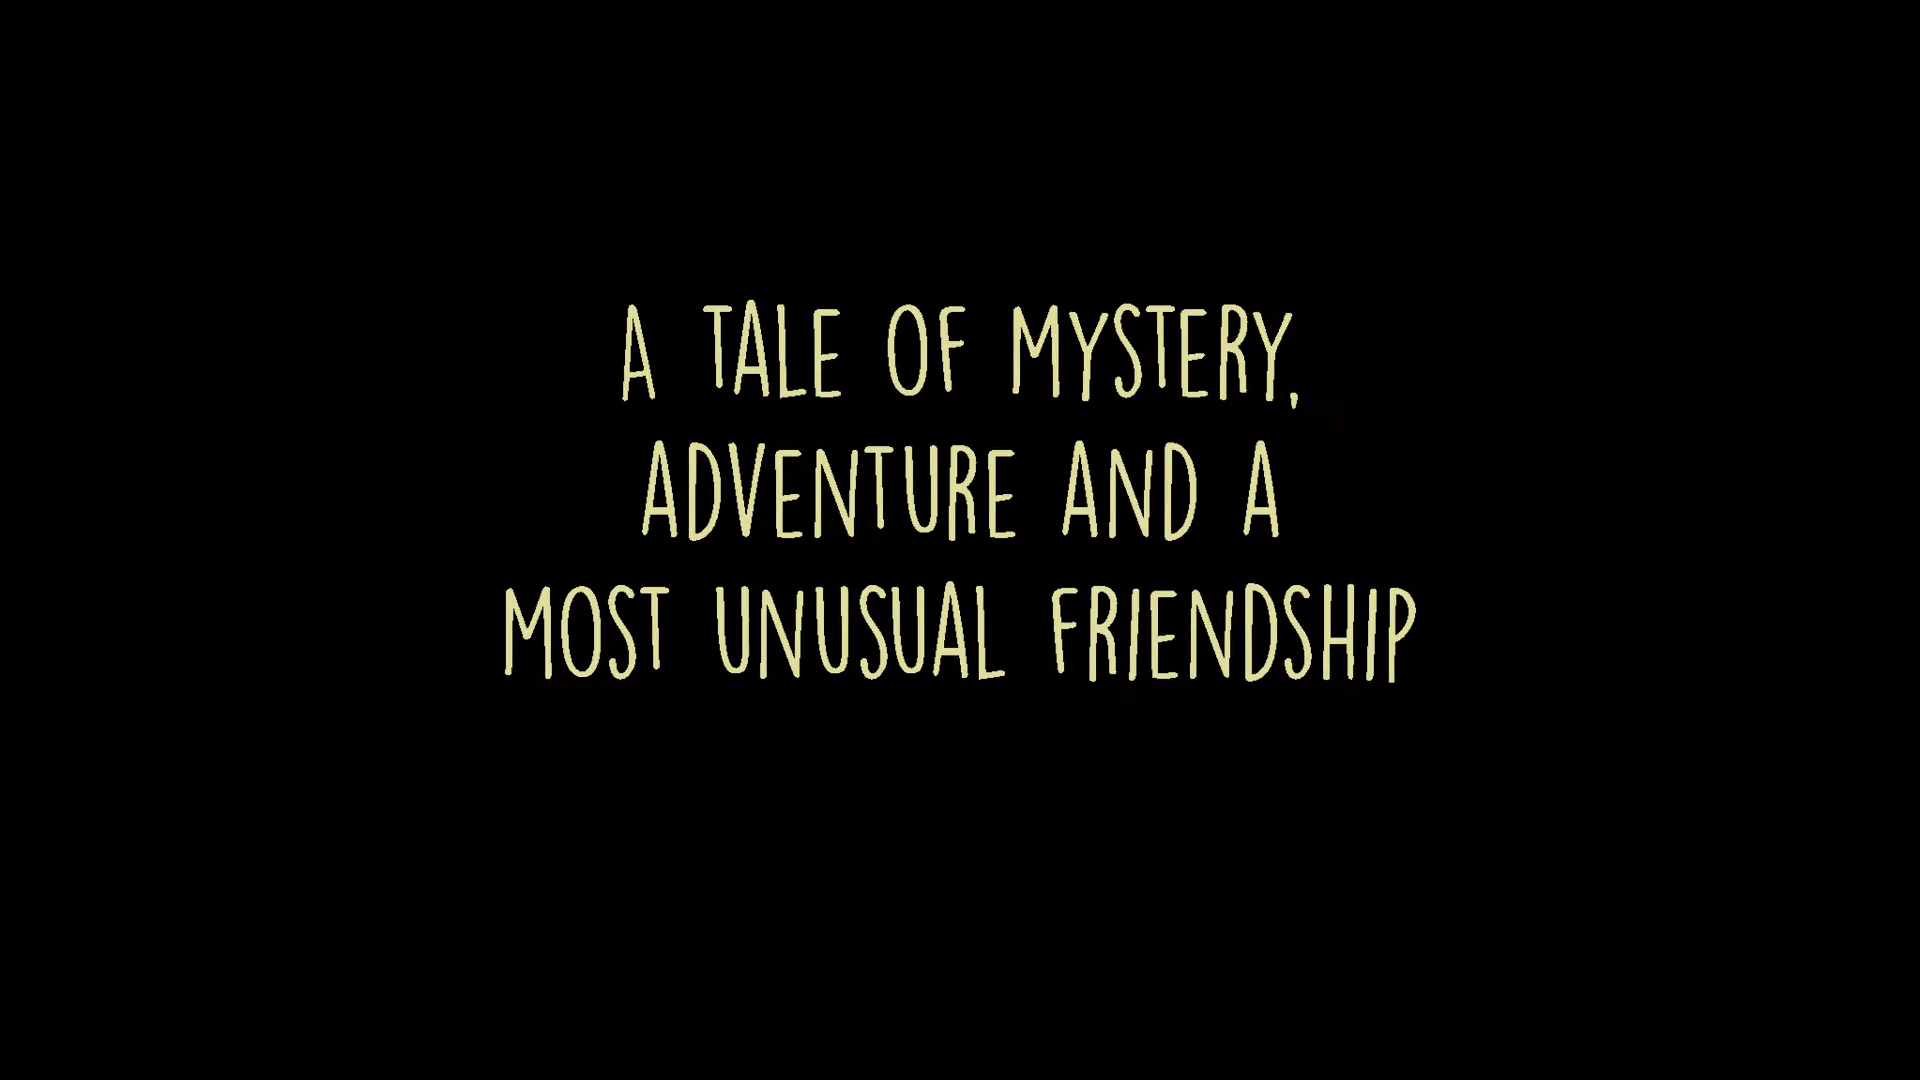 A TALE OF MYSTERY,
ADVENTURE AND A
MOST UNUSUAL FRIENDSHIP